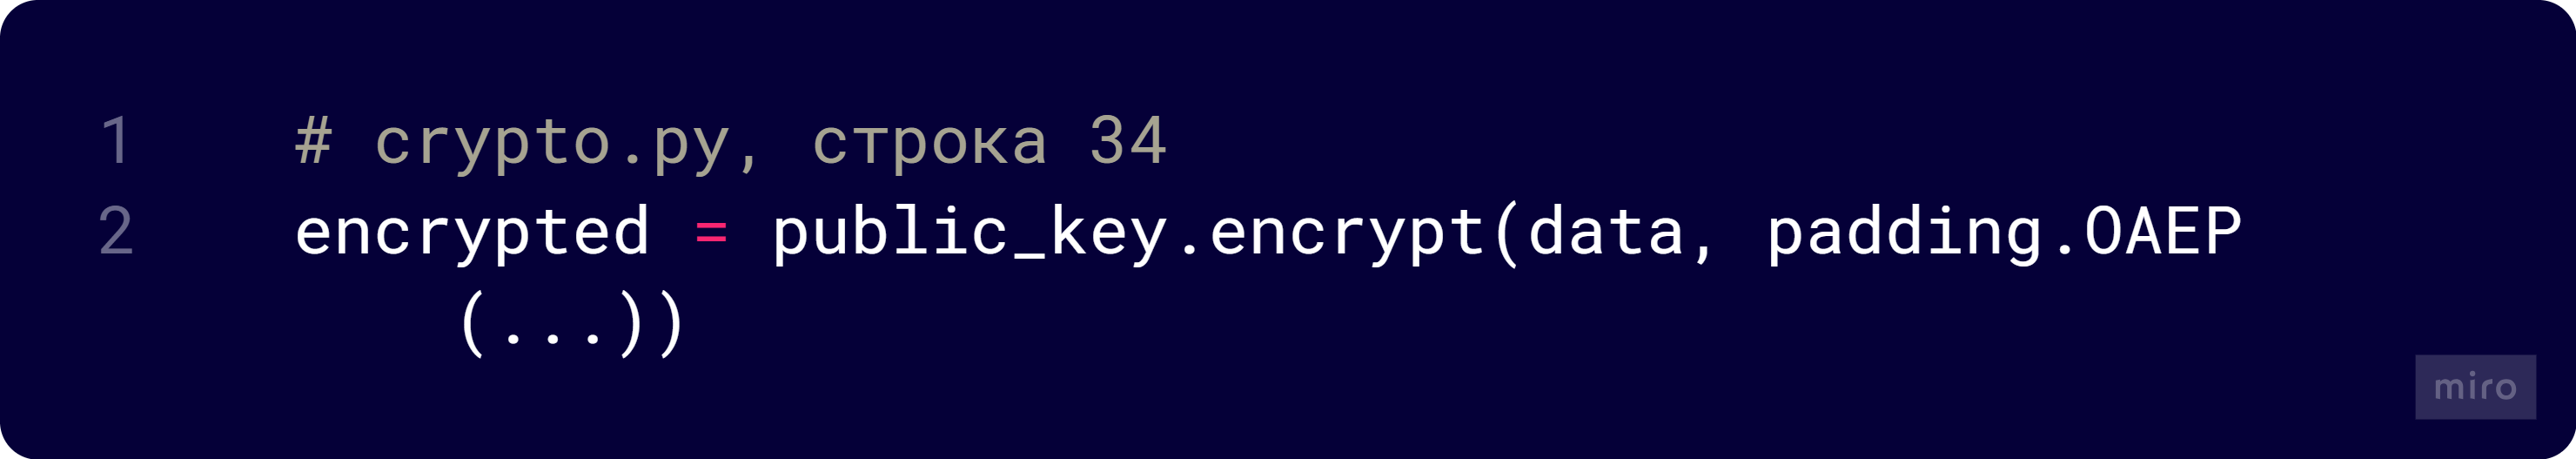 1 # crypto.py, строка 34
2 encrypted = public_key.encrypt(data, padding.OAEP
(...))
miro